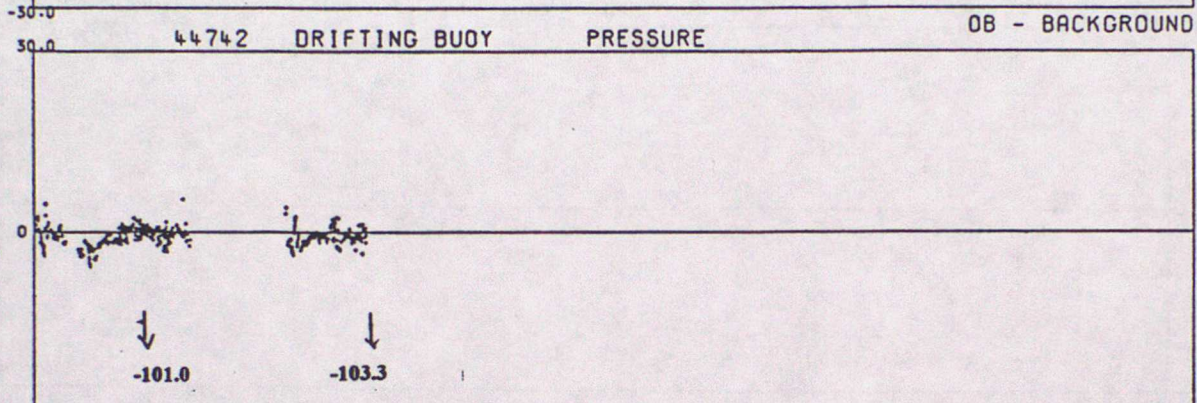 -30.0
OB - BACKGROUND
44742 DRIFTING BUOY PRESSURE
30.0
0
-101.0 -103.3